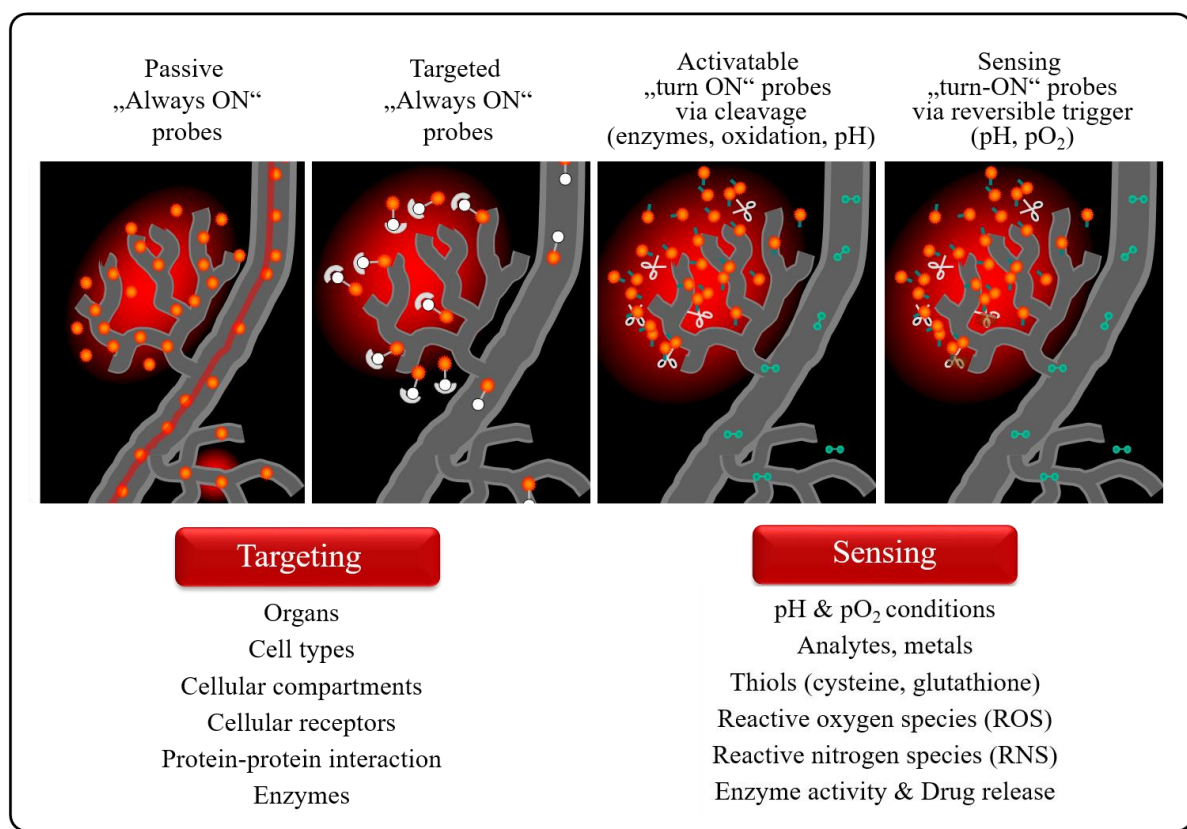 Passive
„Always ON“
probes
Targeted
„Always ON“
probes
Activatable
„turn ON“ probes
via cleavage
(enzymes, oxidation, pH)
Sensing
„turn-ON“ probes
via reversible trigger
(pH, pO₂)
Targeting
Organs
Cell types
Cellular compartments
Cellular receptors
Protein-protein interaction
Enzymes
Sensing
pH & pO₂ conditions
Analytes, metals
Thiols (cysteine, glutathione)
Reactive oxygen species (ROS)
Reactive nitrogen species (RNS)
Enzyme activity & Drug release